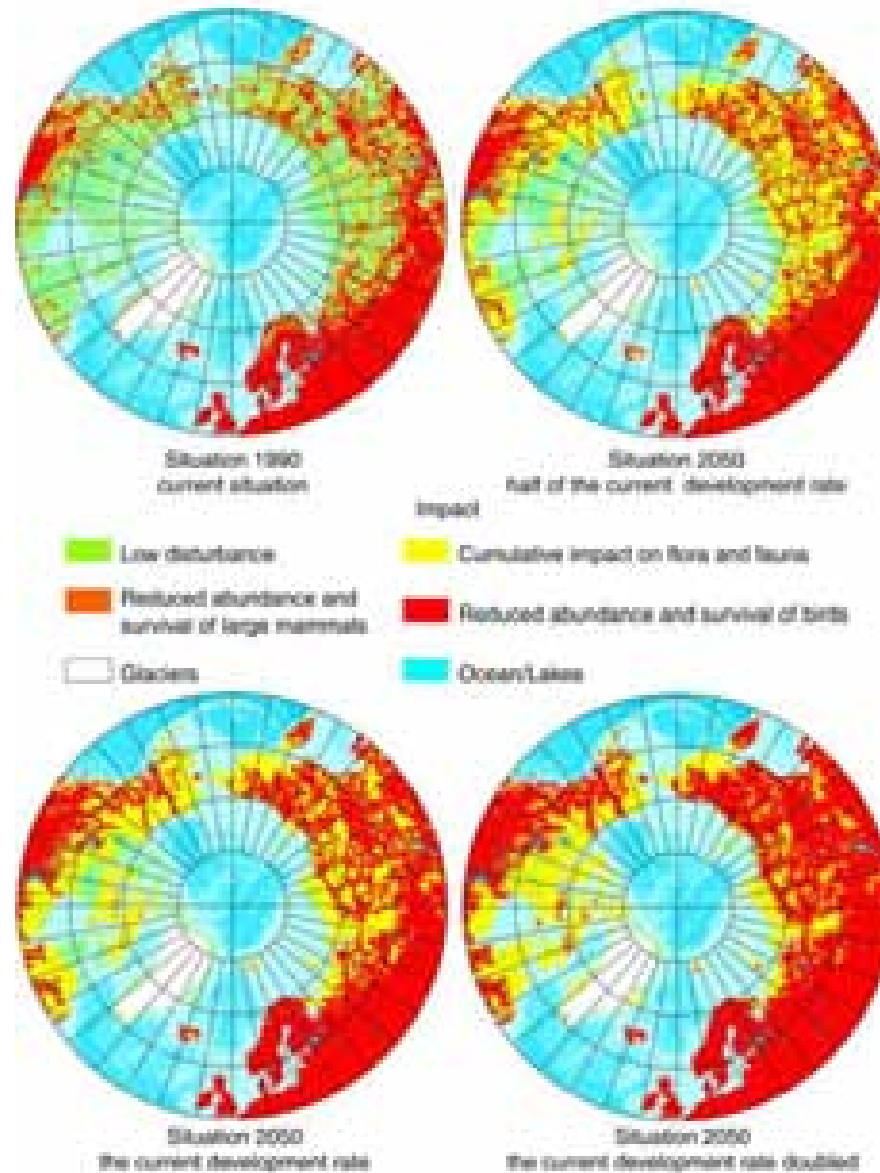 Situation 1990
current situation
Situation 2050
half of the current development rate
Impact
Low disturbance
Cumulative impact on flora and fauna
Reduced abundance and
survival of large mammals
Reduced abundance and survival of birds
Glaciers
Ocean/Lakes
Situation 2050
the current development rate
Situation 2050
the current development rate doubled